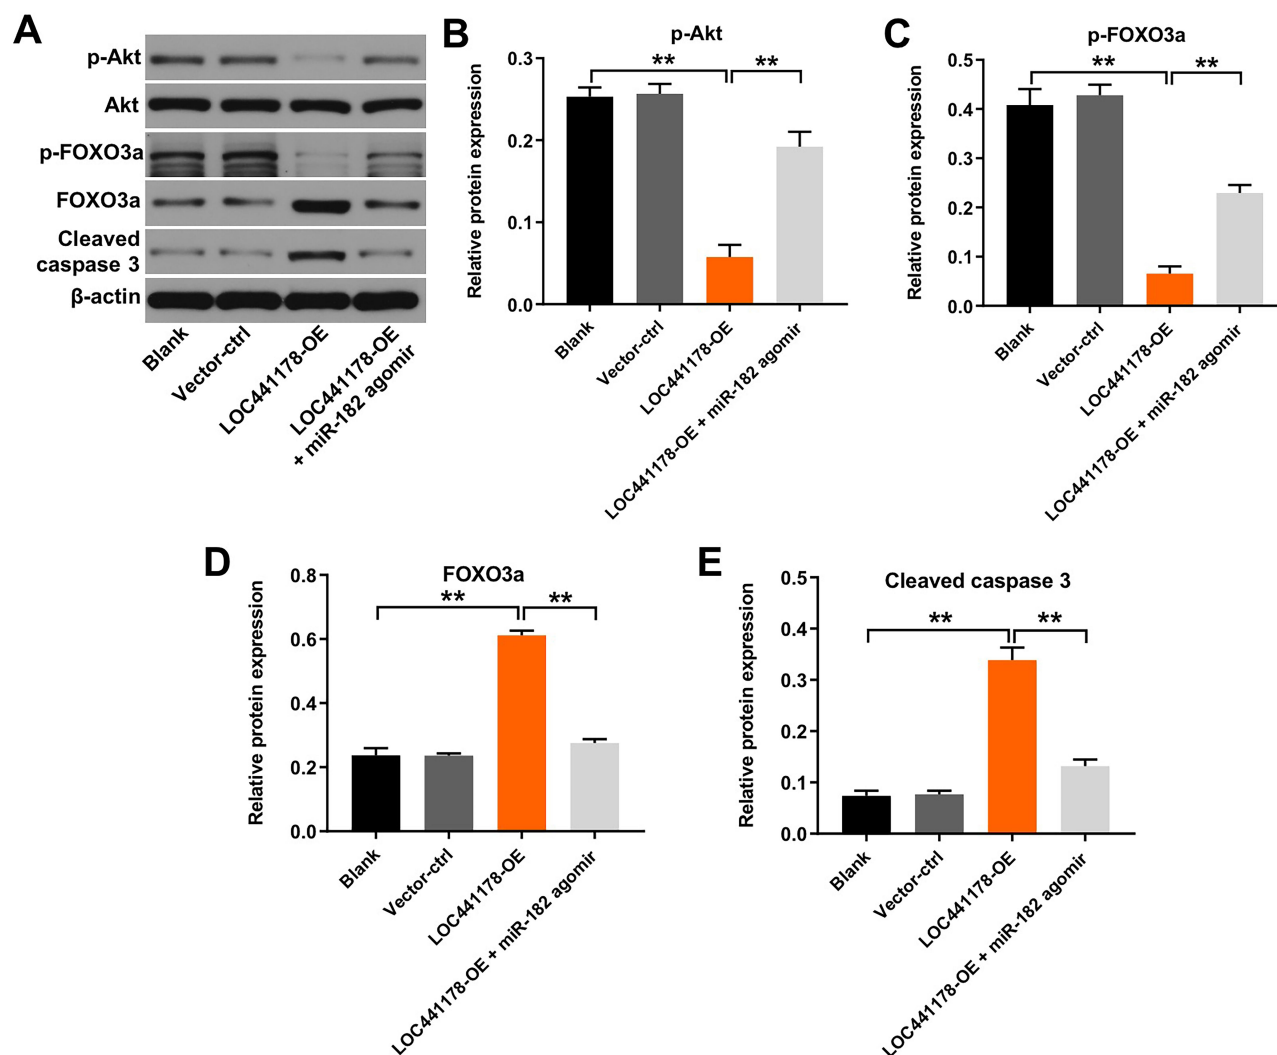 A
p-Akt
Akt
p-FOXO3a
FOXO3a
Cleaved
caspase 3
β-actin
Blank
Vector-ctrl
LOC441178-OE
LOC441178-OE
+ miR-182 agomir
B
p-Akt
Relative protein expression
0.3
0.2
0.1
0.0
**
**
Blank
Vector-ctrl
LOC441178-OE
LOC441178-OE + miR-182 agomir
C
p-FOXO3a
Relative protein expression
0.5
0.4
0.3
0.2
0.1
0.0
**
**
Blank
Vector-ctrl
LOC441178-OE
LOC441178-OE + miR-182 agomir
D
FOXO3a
Relative protein expression
0.8
0.6
0.4
0.2
0.0
**
**
Blank
Vector-ctrl
LOC441178-OE
LOC441178-OE + miR-182 agomir
E
Cleaved caspase 3
Relative protein expression
0.5
0.4
0.3
0.2
0.1
0.0
**
**
Blank
Vector-ctrl
LOC441178-OE
LOC441178-OE + miR-182 agomir